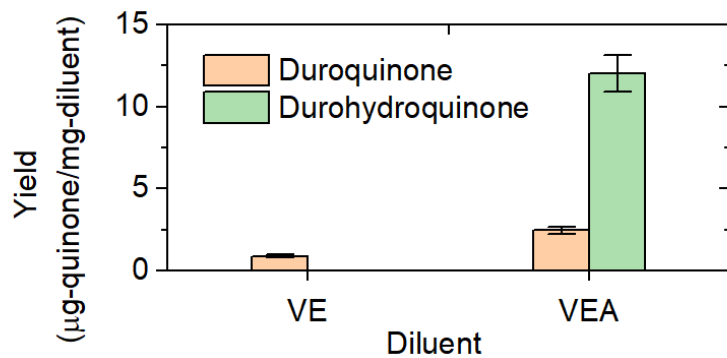 15
10
5
0
Yield
(μg-quinone/mg-diluent)
Duroquinone
Durohydroquinone
VE
VEA
Diluent